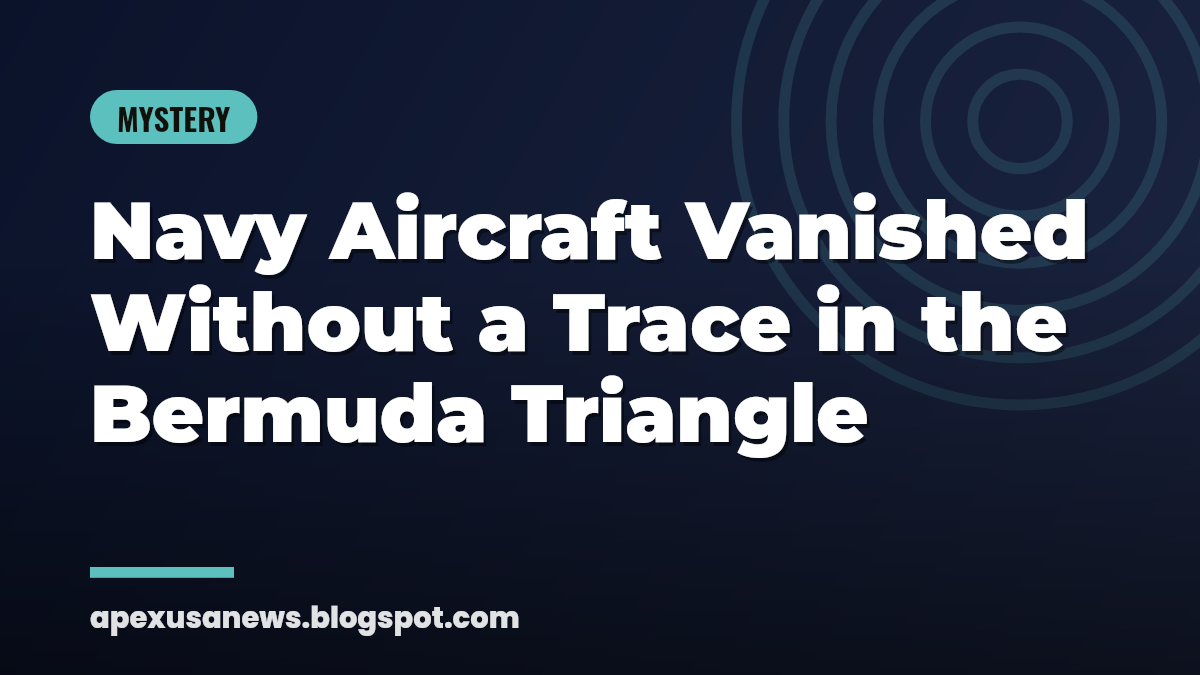 MYSTERY
Navy Aircraft Vanished
Without a Trace in the
Bermuda Triangle
apexusanews.blogspot.com